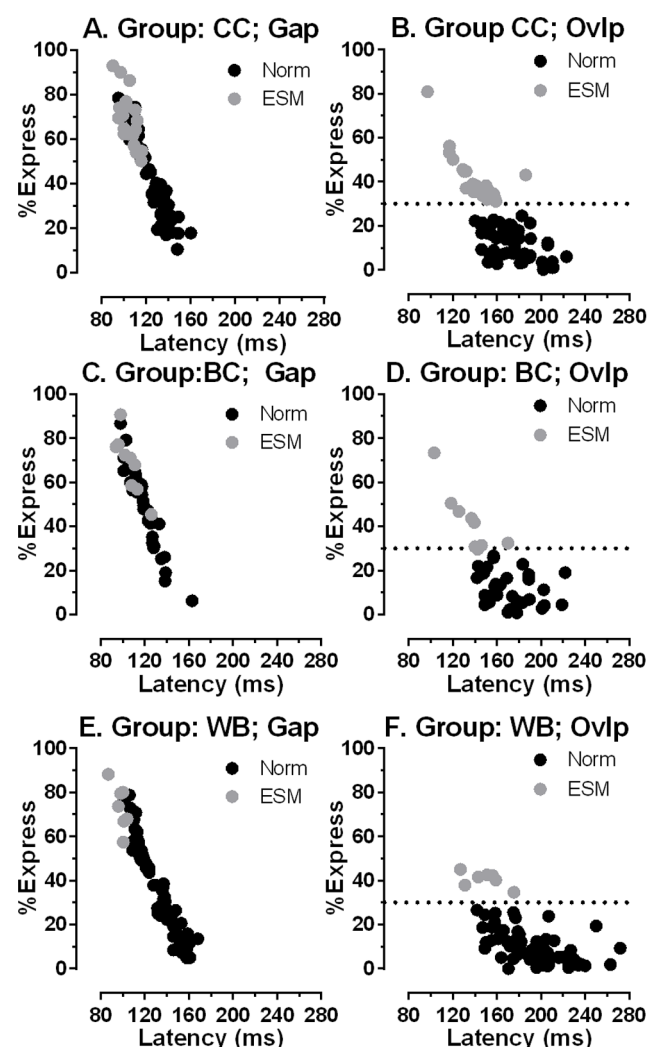 A. Group: CC; Gap
Norm
ESM
%Express
100
80
60
40
20
0
80 120 160 200 240 280
Latency (ms)
B. Group CC; Ovlp
Norm
ESM
%Express
100
80
60
40
20
0
80 120 160 200 240 280
Latency (ms)
C. Group:BC; Gap
Norm
ESM
%Express
100
80
60
40
20
0
80 120 160 200 240 280
Latency (ms)
D. Group: BC; Ovlp
Norm
ESM
%Express
100
80
60
40
20
0
80 120 160 200 240 280
Latency (ms)
E. Group: WB; Gap
Norm
ESM
%Express
100
80
60
40
20
0
80 120 160 200 240 280
Latency (ms)
F. Group: WB; Ovlp
Norm
ESM
%Express
100
80
60
40
20
0
80 120 160 200 240 280
Latency (ms)